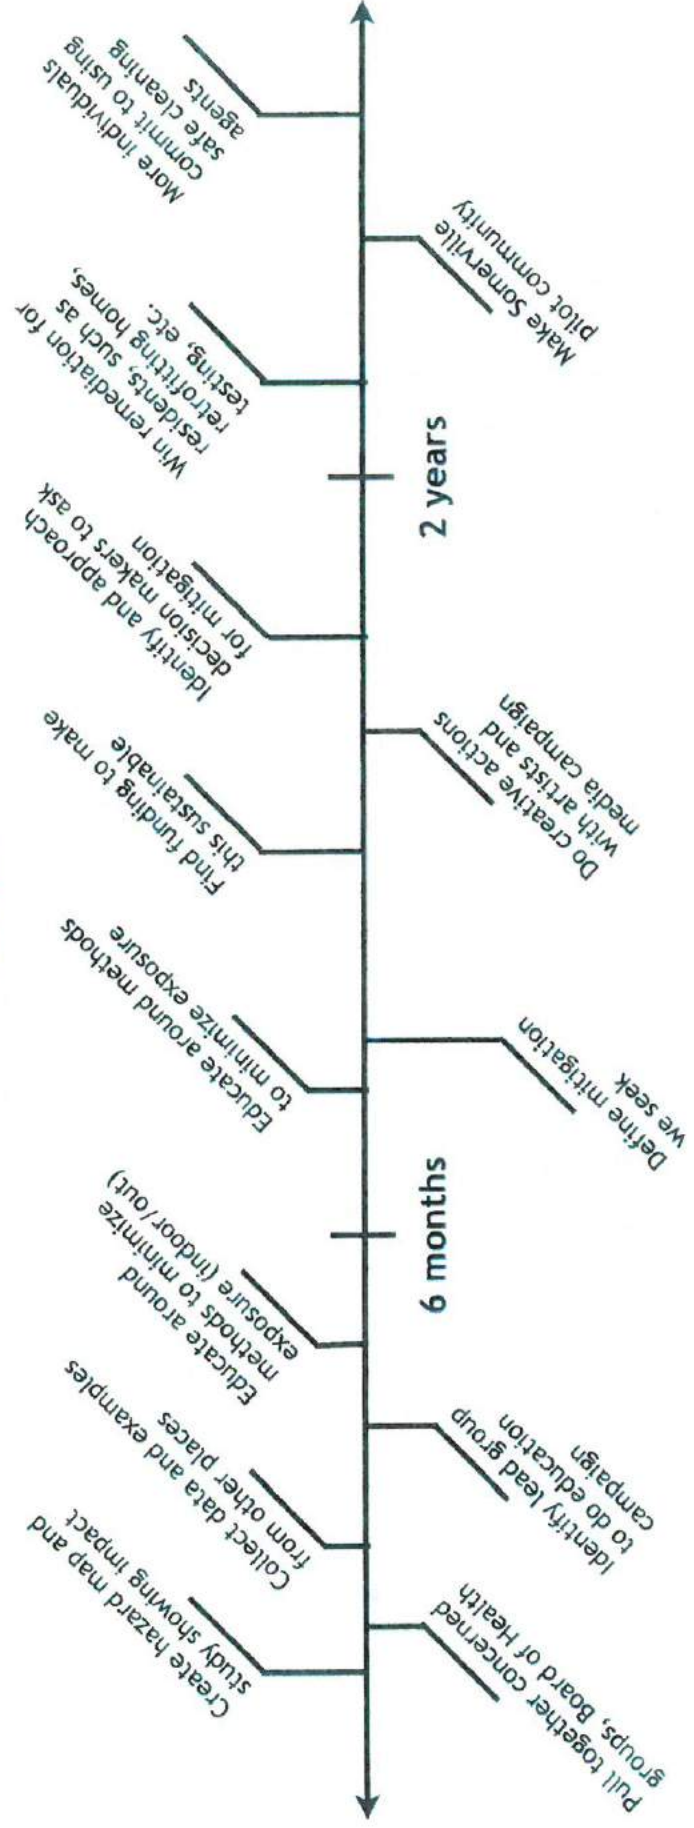 Create hazard map and
study showing impact
Pull together concerned
groups, Board of Health
Collect data and examples
from other places
Identify lead group
to do education
campaign
Educate around
methods to minimize
exposure (indoor/out)
6 months
Define mitigation
we seek
Educate around methods
to minimize exposure
Find funding to make
this sustainable
Do creative actions
with artists and
media campaign
Identify and approach
decision makers to ask
for mitigation
2 years
Win remediation for
residents, such as
retrofitting homes,
testing, etc.
Make Somerville
pilot community
More individuals
commit to using
safe cleaning
agents